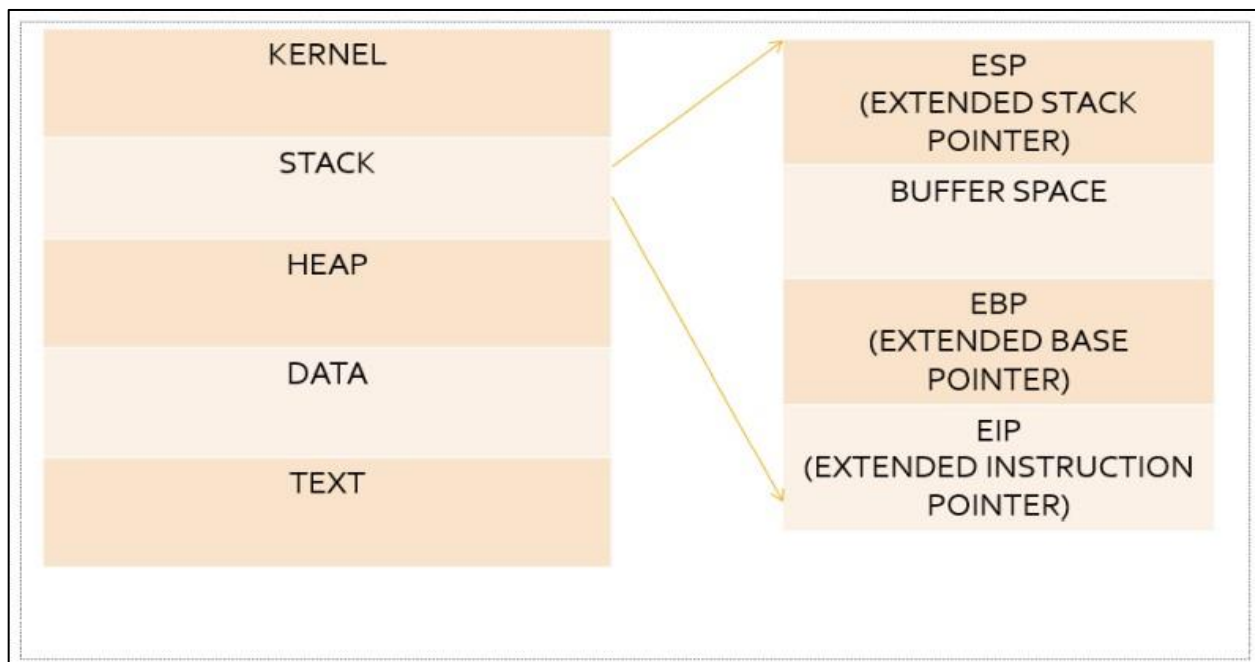 KERNEL
STACK
HEAP
DATA
TEXT
ESP
(EXTENDED STACK
POINTER)
BUFFER SPACE
EBP
(EXTENDED BASE
POINTER)
EIP
(EXTENDED INSTRUCTION
POINTER)